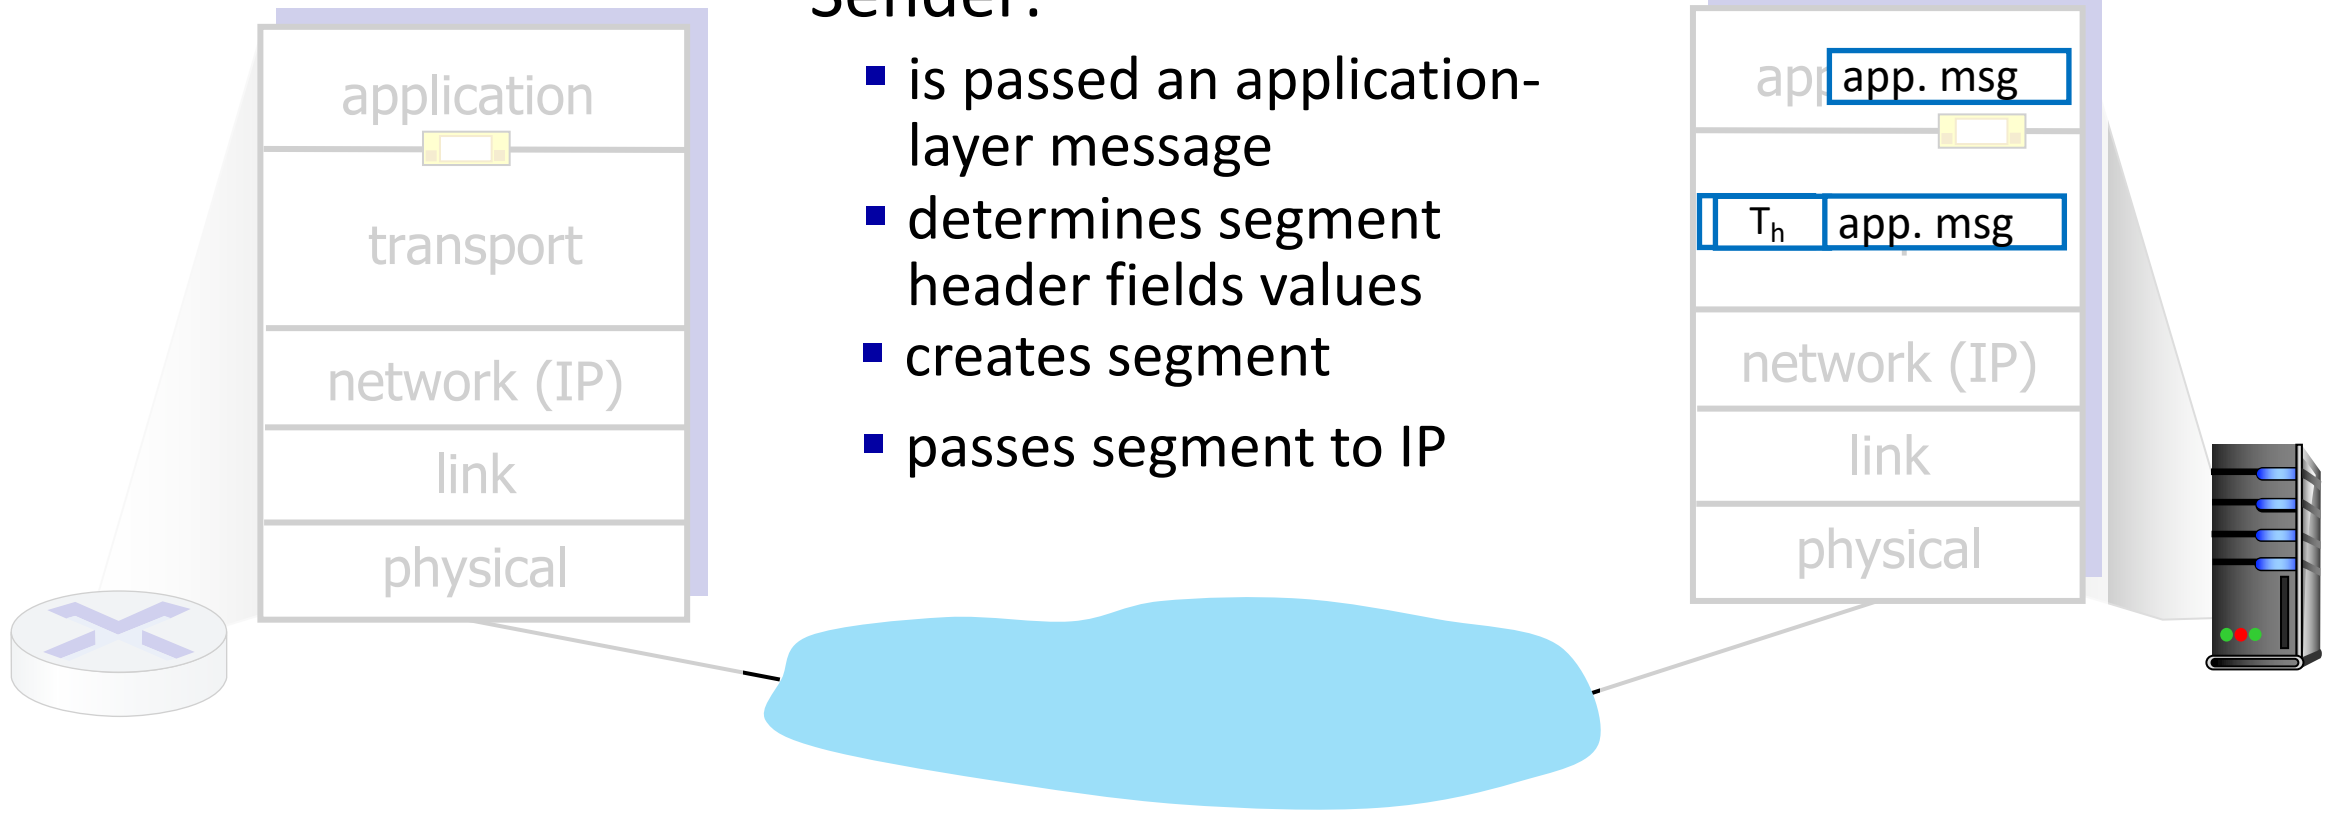 application
transport
network (IP)
link
physical
Sender:
is passed an application-
layer message
determines segment
header fields values
creates segment
passes segment to IP
app. msg
Th app. msg
network (IP)
link
physical